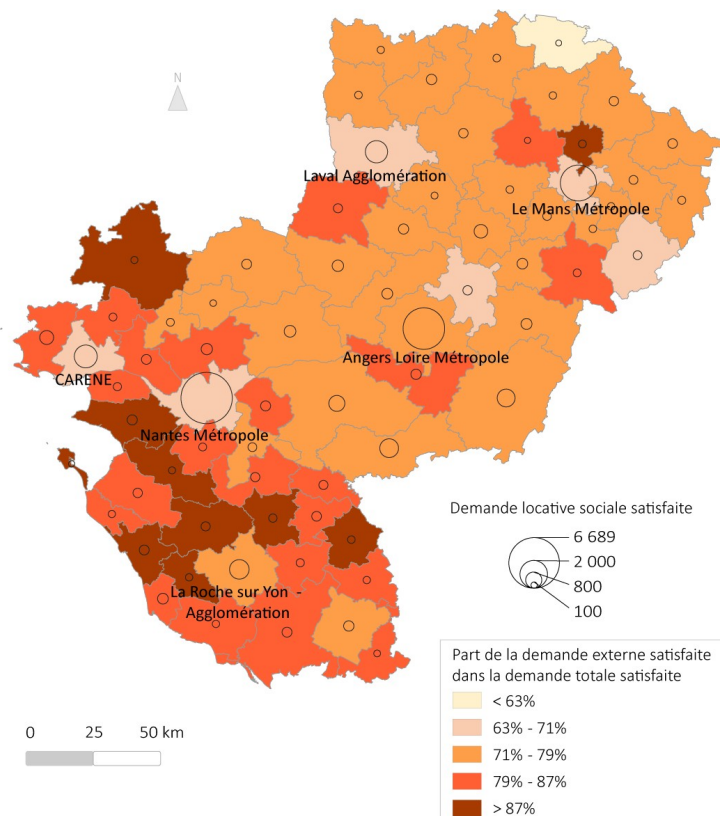 N
Laval Agglomération
Le Mans Métropole
Angers Loire Métropole
CARENE
Nantes Métropole
La Roche sur Yon -
Agglomération
Demande locative sociale satisfaite
6 689
2 000
800
100
Part de la demande externe satisfaite
dans la demande totale satisfaite
< 63%
63% - 71%
71% - 79%
79% - 87%
> 87%
0 25 50 km